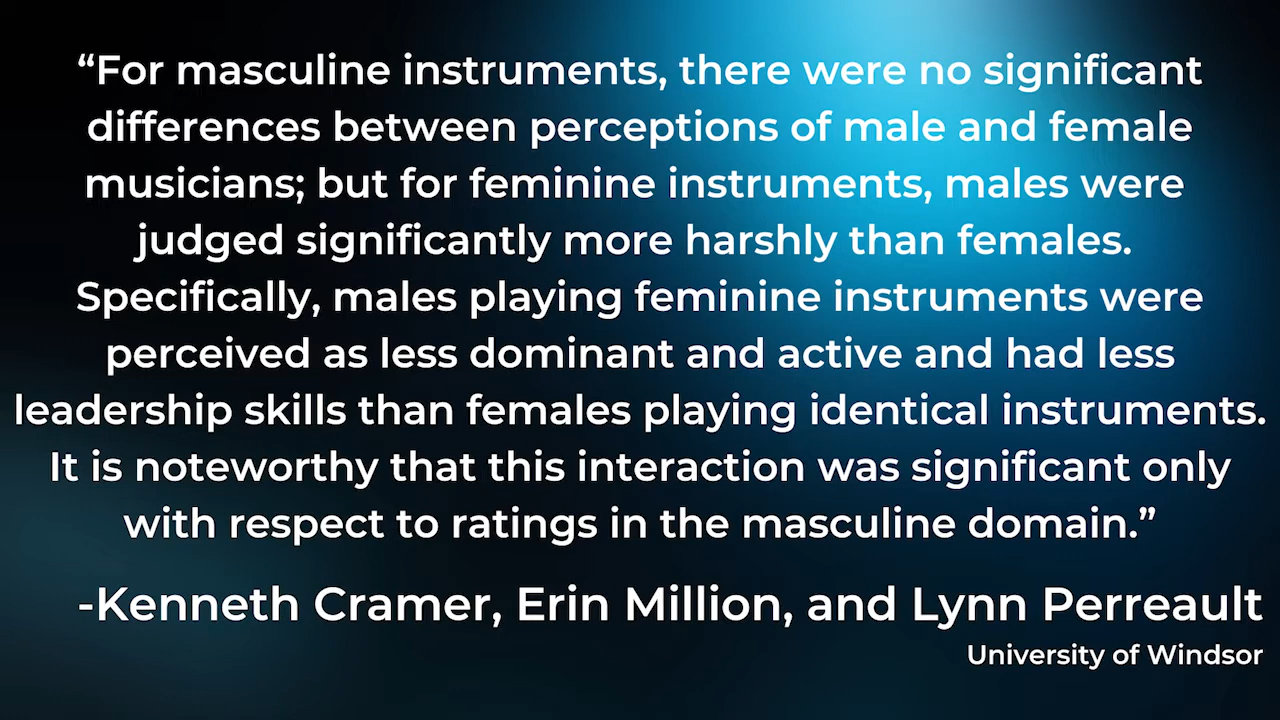 “For masculine instruments, there were no significant
differences between perceptions of male and female
musicians; but for feminine instruments, males were
judged significantly more harshly than females.
Specifically, males playing feminine instruments were
perceived as less dominant and active and had less
leadership skills than females playing identical instruments.
It is noteworthy that this interaction was significant only
with respect to ratings in the masculine domain.”
-Kenneth Cramer, Erin Million, and Lynn Perreault
University of Windsor